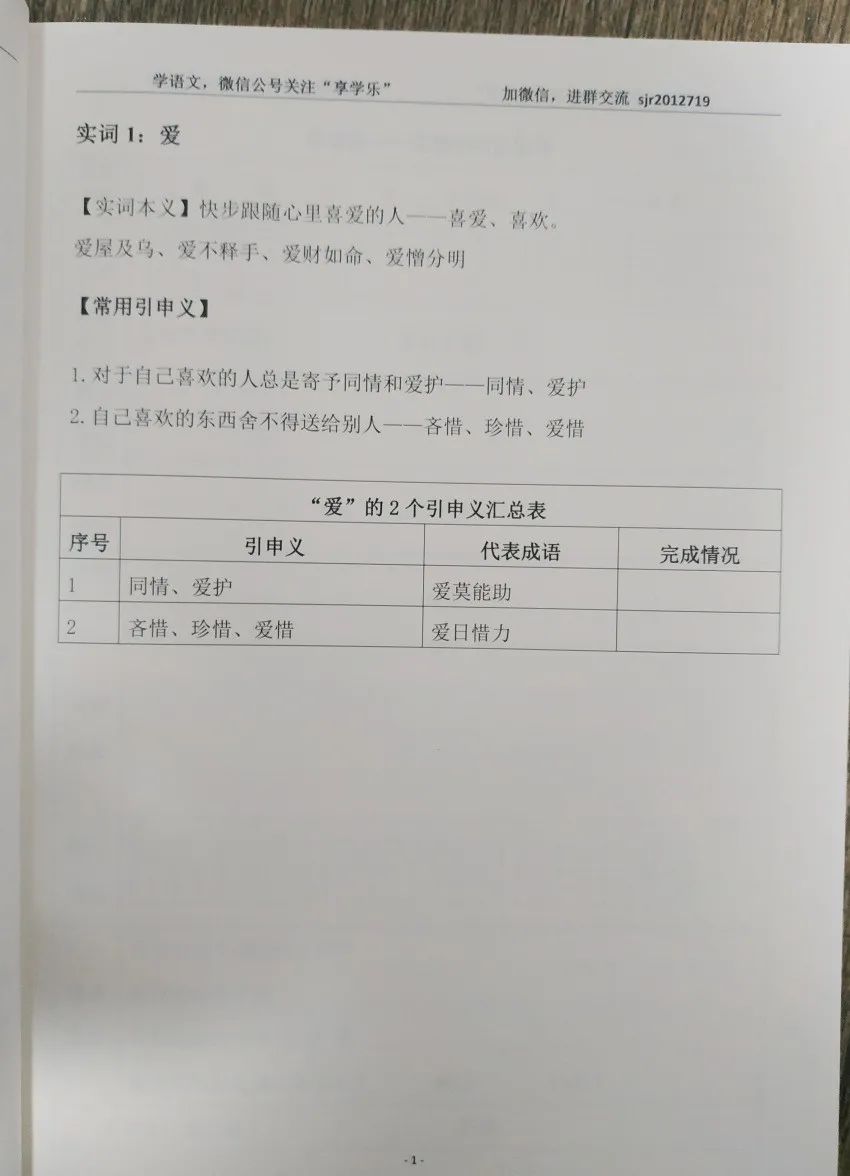 学语文，微信公号关注“享学乐” 加微信，进群交流 sjr2012719
实词1：爱
【实词本义】快步跟随心里喜爱的人——喜爱、喜欢。
爱屋及乌、爱不释手、爱财如命、爱憎分明
【常用引申义】
1.对于自己喜欢的人总是寄予同情和爱护——同情、爱护
2.自己喜欢的东西舍不得送给别人——吝惜、珍惜、爱惜
“爱”的2个引申义汇总表
序号 引申义 代表成语 完成情况
1 同情、爱护 爱莫能助
2 吝惜、珍惜、爱惜 爱日惜力
- 1 -